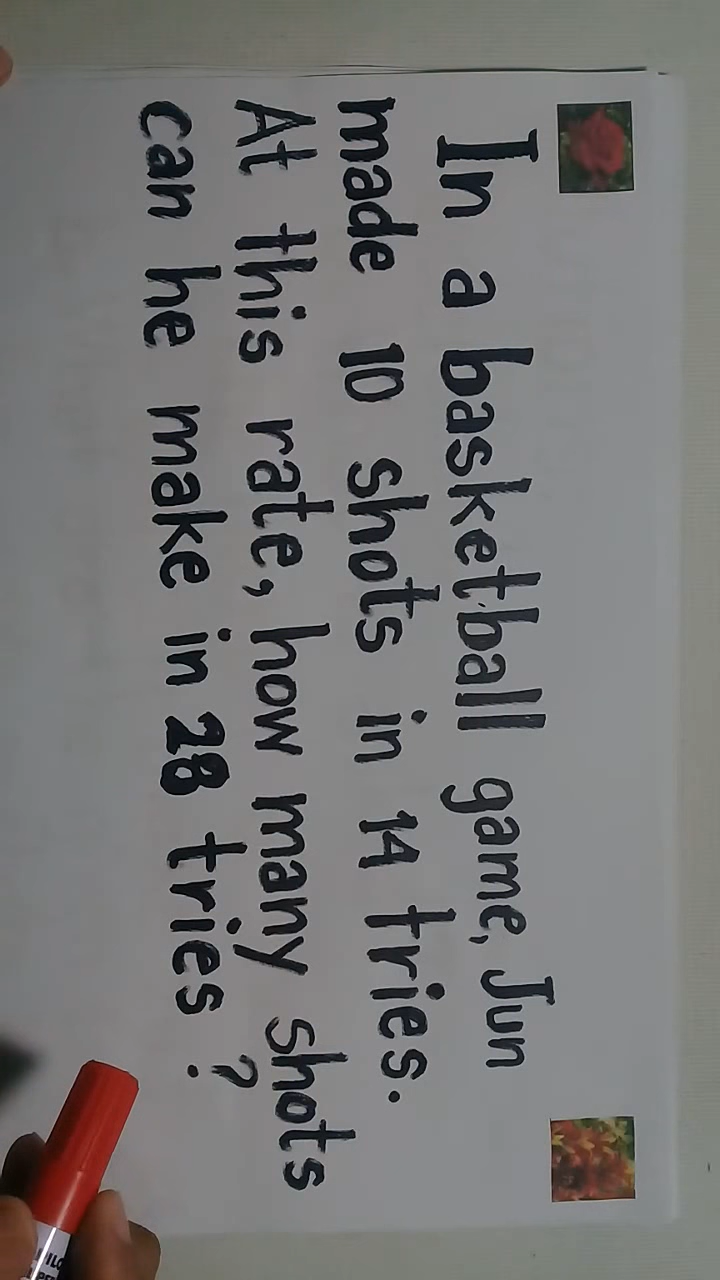 In a basketball game, Jun
made 10 shots in 14 tries.
At this rate, how many shots
can he make in 28 tries?